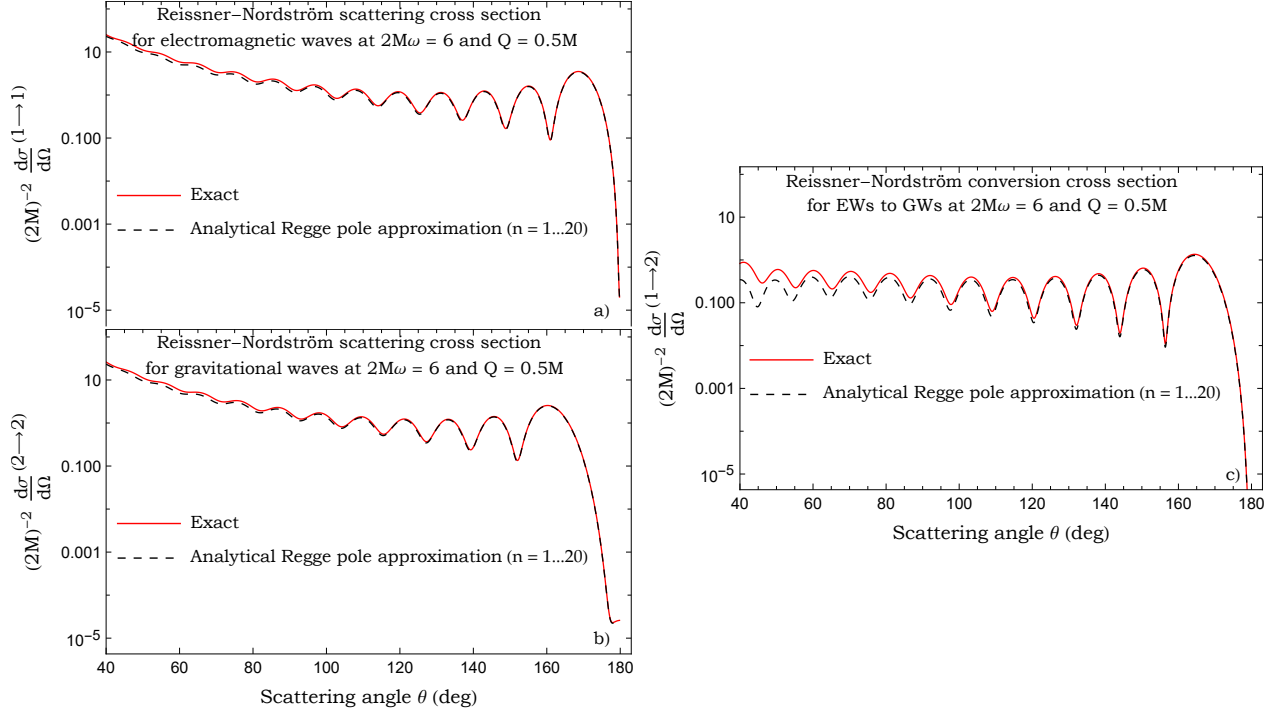 Reissner–Nordström scattering cross section
for electromagnetic waves at 2Mω = 6 and Q = 0.5M
10
0.100
0.001
10⁻⁵
(2M)⁻² dσ/dΩ (1⟶1)
Exact
Analytical Regge pole approximation (n = 1...20)
a)
Reissner–Nordström scattering cross section
for gravitational waves at 2Mω = 6 and Q = 0.5M
10
0.100
0.001
10⁻⁵
(2M)⁻² dσ/dΩ (2⟶2)
Exact
Analytical Regge pole approximation (n = 1...20)
b)
40 60 80 100 120 140 160 180
Scattering angle θ (deg)
Reissner–Nordström conversion cross section
for EWs to GWs at 2Mω = 6 and Q = 0.5M
10
0.100
0.001
10⁻⁵
(2M)⁻² dσ/dΩ (1⟶2)
Exact
Analytical Regge pole approximation (n = 1...20)
c)
40 60 80 100 120 140 160 180
Scattering angle θ (deg)